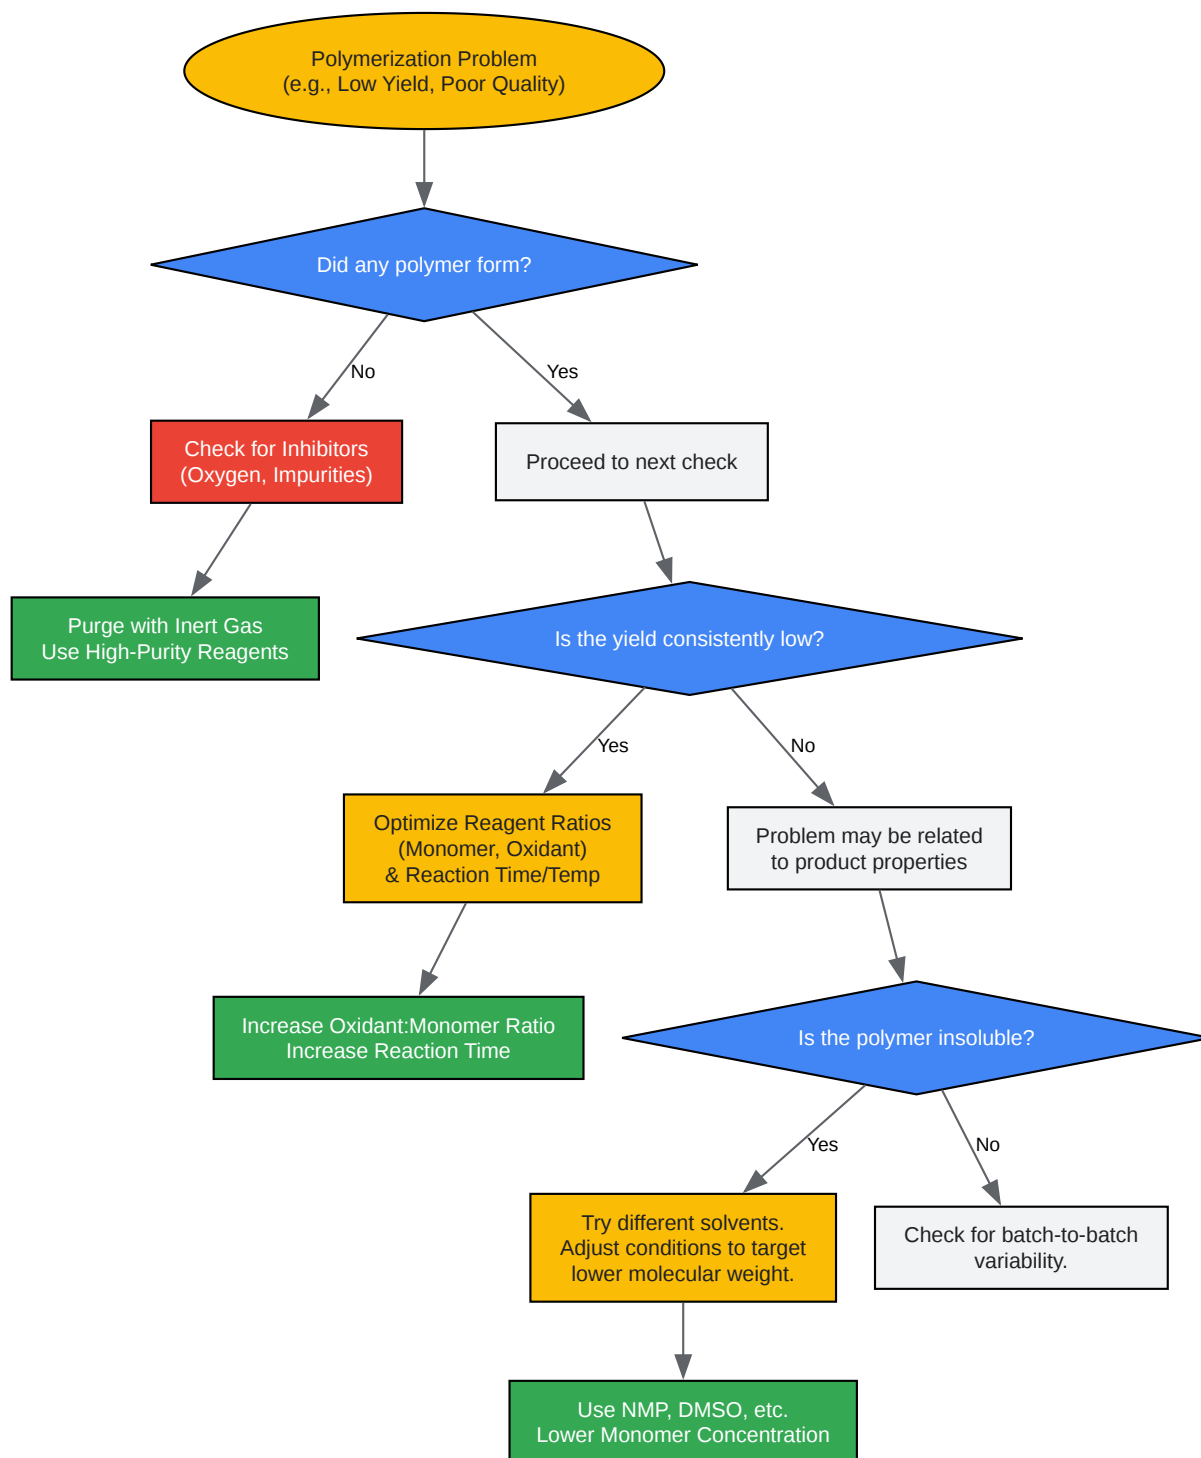 Polymerization Problem
(e.g., Low Yield, Poor Quality)
Did any polymer form?
No
Yes
Check for Inhibitors
(Oxygen, Impurities)
Proceed to next check
Purge with Inert Gas
Use High-Purity Reagents
Is the yield consistently low?
Yes
No
Optimize Reagent Ratios
(Monomer, Oxidant)
& Reaction Time/Temp
Problem may be related
to product properties
Increase Oxidant:Monomer Ratio
Increase Reaction Time
Is the polymer insoluble?
Yes
No
Try different solvents.
Adjust conditions to target
lower molecular weight.
Check for batch-to-batch
variability.
Use NMP, DMSO, etc.
Lower Monomer Concentration